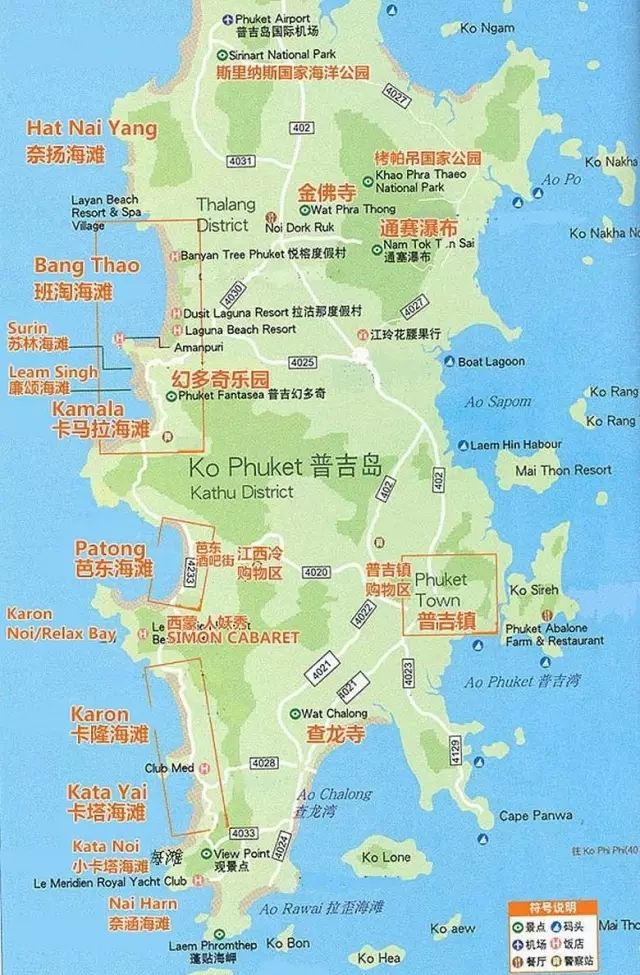 Phuket Airport
普吉岛国际机场
Ko Ngam
Sirinart National Park
斯里纳斯国家海洋公园
4027
402
Hat Nai Yang
奈扬海滩
4031
栲帕吊国家公园
Khao Phra Thaeo
National Park
Ko Nakha
Ao Po
Layan Beach
Resort & Spa
Village
Thalang
District
金佛寺
Wat Phra Thong
Noi Dork Ruk
通赛瀑布
Nam Tok Ton Sai
通塞瀑布
Ko Nakha No
Banyan Tree Phuket 悦榕度假村
Bang Thao
班淘海滩
4030
4027
Dusit Laguna Resort 拉沽那度假村
Laguna Beach Resort
Amanpuri
江玲花腰果行
Surin
苏林海滩
4025
Boat Lagoon
Leam Singh
廉颂海滩
幻多奇乐园
Phuket Fantasea 普吉幻多奇
Ao Sapom
Ko Rang
Ko Rang
Kamala
卡马拉海滩
Laem Hin Habour
Ko Phuket 普吉岛
Kathu District
Mai Thon Resort
402
402
Patong
芭东海滩
4233
芭东
酒吧街
江西冷
购物区
4020
普吉镇
购物区
Phuket
Town
普吉镇
Ko Sireh
4022
Karon
Noi/Relax Bay
西蒙·人妖秀
SIMON CABARET
Phuket Abalone
Farm & Restaurant
4021
4021
4023
Ao Phuket 普吉湾
Karon
卡隆海滩
Wat Chalong
查龙寺
4129
Club Med
4028
Kata Yai
卡塔海滩
Ao Chalong
查龙湾
Cape Panwa
4033
4024
Kata Noi
小卡塔海滩
海滩
View Point
观景点
Ko Lone
往 Ko Phi Phi(40
Le Meridien Royal Yacht Club
Nai Harn
奈涵海滩
Ao Rawai 拉歪海滩
Laem Phromthep
蓬贴海岬
Ko Bon
Ko Hea
Ko aew
Mai Tho
符号说明
景点 码头
机场 饭店
餐厅 警察站